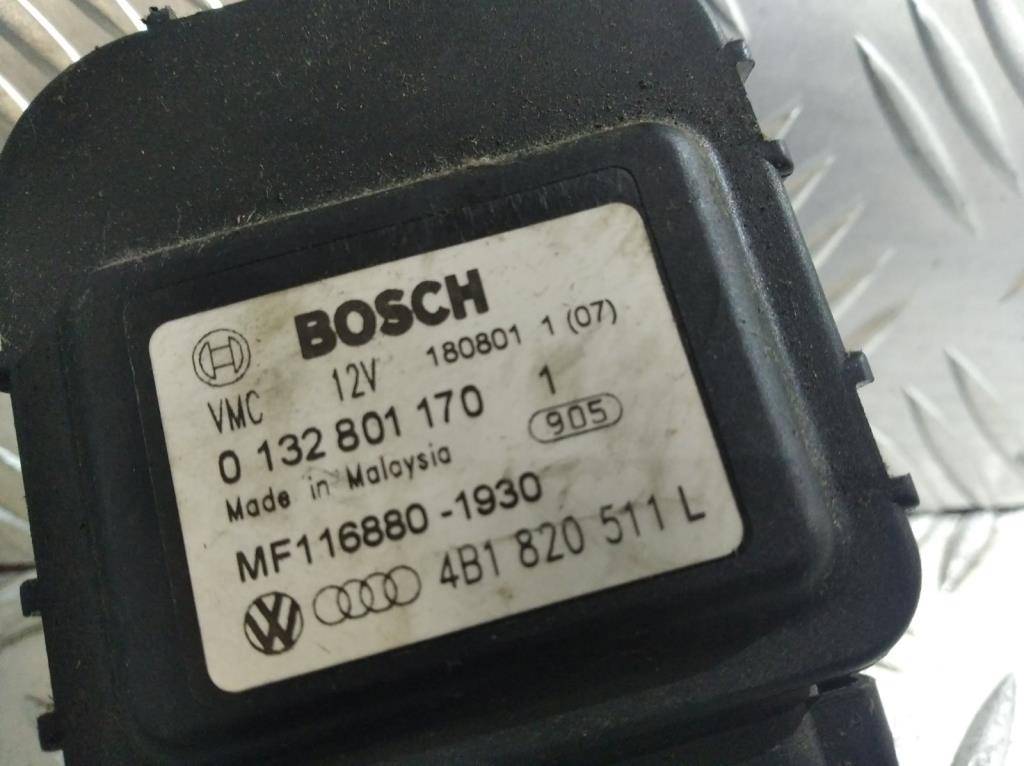 BOSCH
VMC 12V 180801 1 (07)
0 132 801 170 1
Made in Malaysia 905
MF116880-1930
4B1 820 511 L